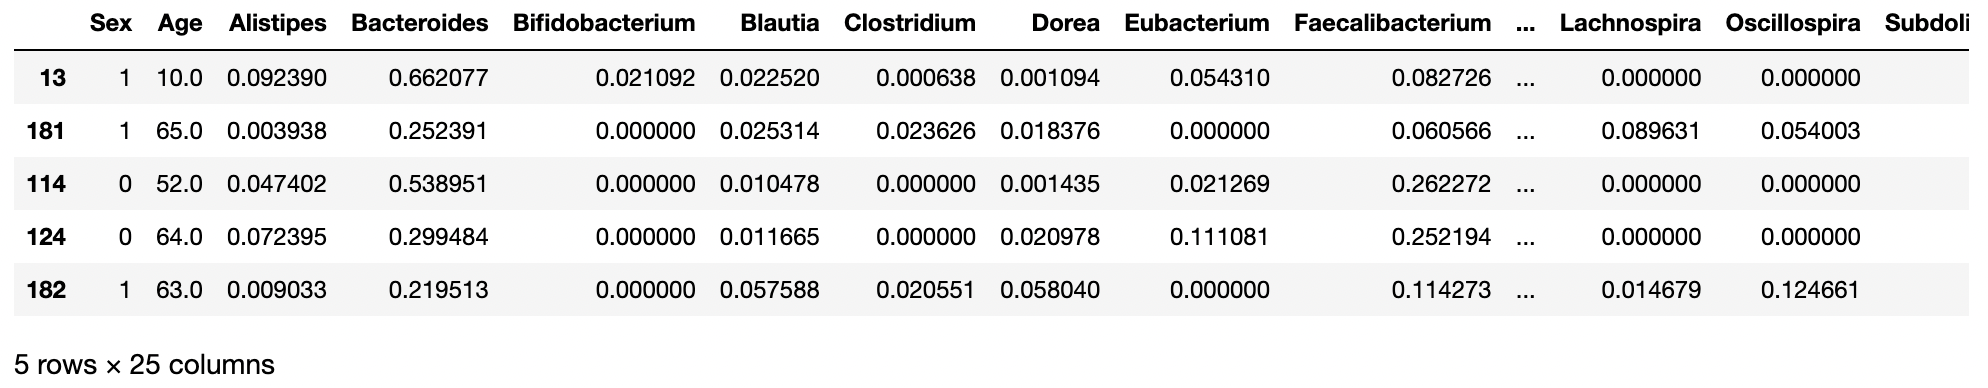 Sex Age Alistipes Bacteroides Bifidobacterium Blautia Clostridium Dorea Eubacterium Faecalibacterium ... Lachnospira Oscillospira Subdoli
13 1 10.0 0.092390 0.662077 0.021092 0.022520 0.000638 0.001094 0.054310 0.082726 ... 0.000000 0.000000
181 1 65.0 0.003938 0.252391 0.000000 0.025314 0.023626 0.018376 0.000000 0.060566 ... 0.089631 0.054003
114 0 52.0 0.047402 0.538951 0.000000 0.010478 0.000000 0.001435 0.021269 0.262272 ... 0.000000 0.000000
124 0 64.0 0.072395 0.299484 0.000000 0.011665 0.000000 0.020978 0.111081 0.252194 ... 0.000000 0.000000
182 1 63.0 0.009033 0.219513 0.000000 0.057588 0.020551 0.058040 0.000000 0.114273 ... 0.014679 0.124661
5 rows × 25 columns